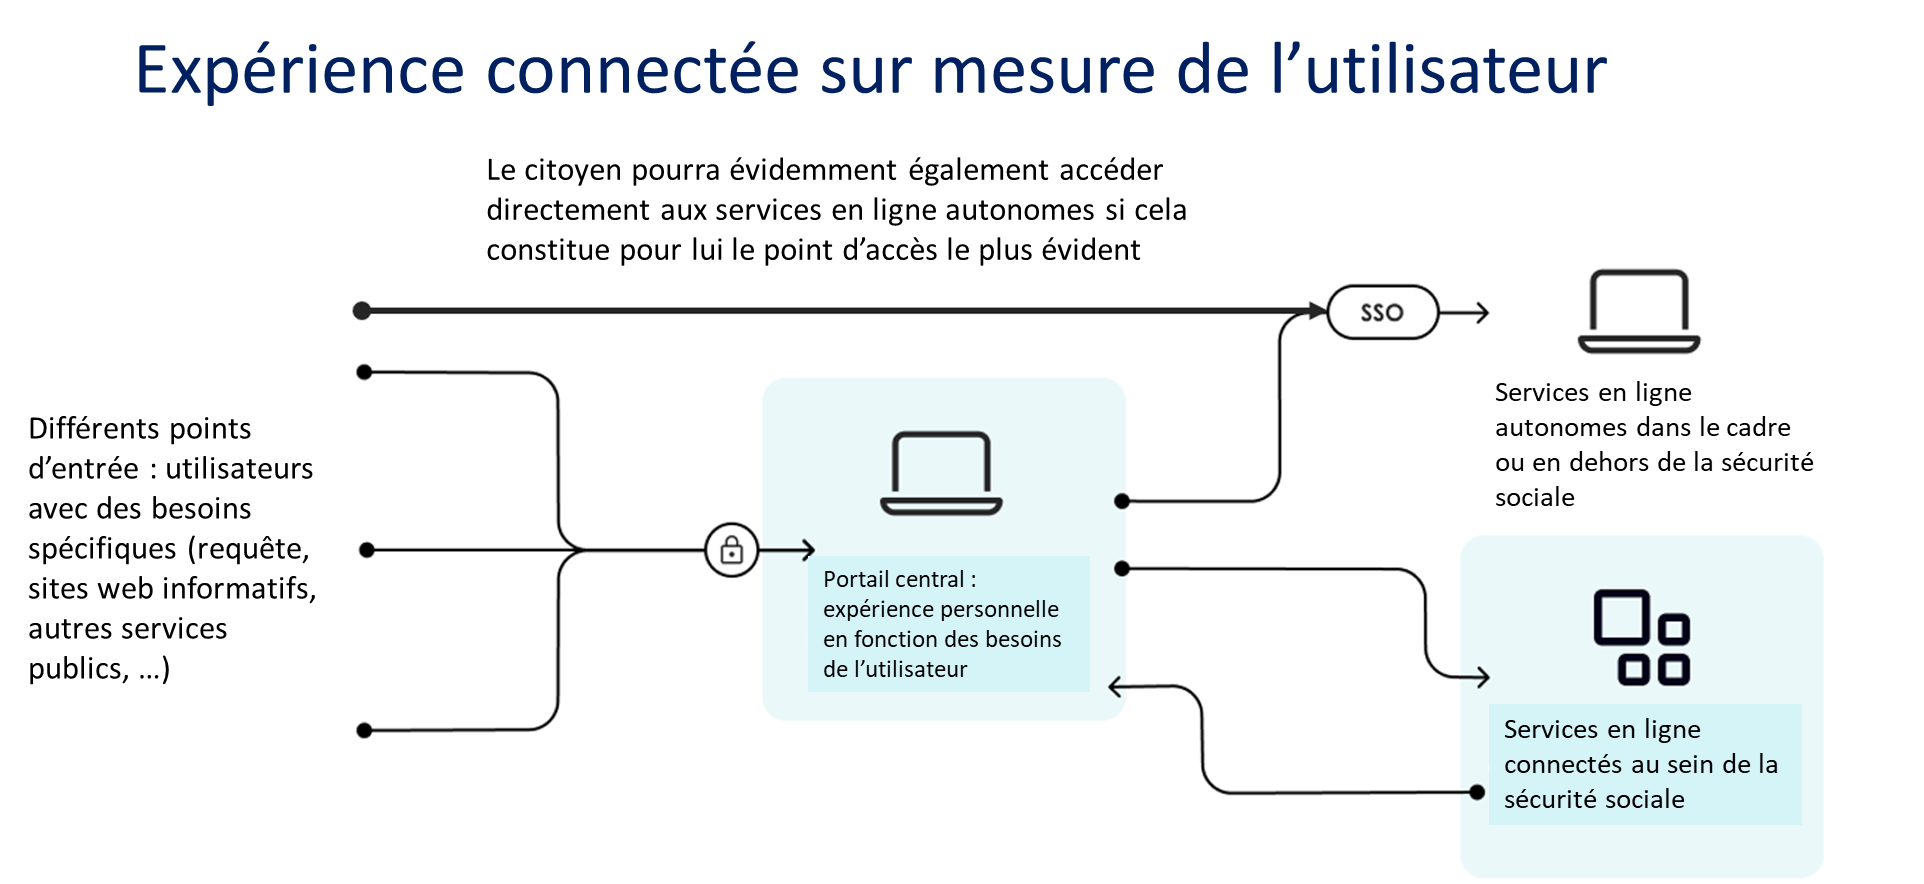 Expérience connectée sur mesure de l’utilisateur
Le citoyen pourra évidemment également accéder
directement aux services en ligne autonomes si cela
constitue pour lui le point d’accès le plus évident
SSO
Services en ligne
autonomes dans le cadre
ou en dehors de la sécurité
sociale
Différents points
d’entrée : utilisateurs
avec des besoins
spécifiques (requête,
sites web informatifs,
autres services
publics, …)
Portail central :
expérience personnelle
en fonction des besoins
de l’utilisateur
Services en ligne
connectés au sein de la
sécurité sociale